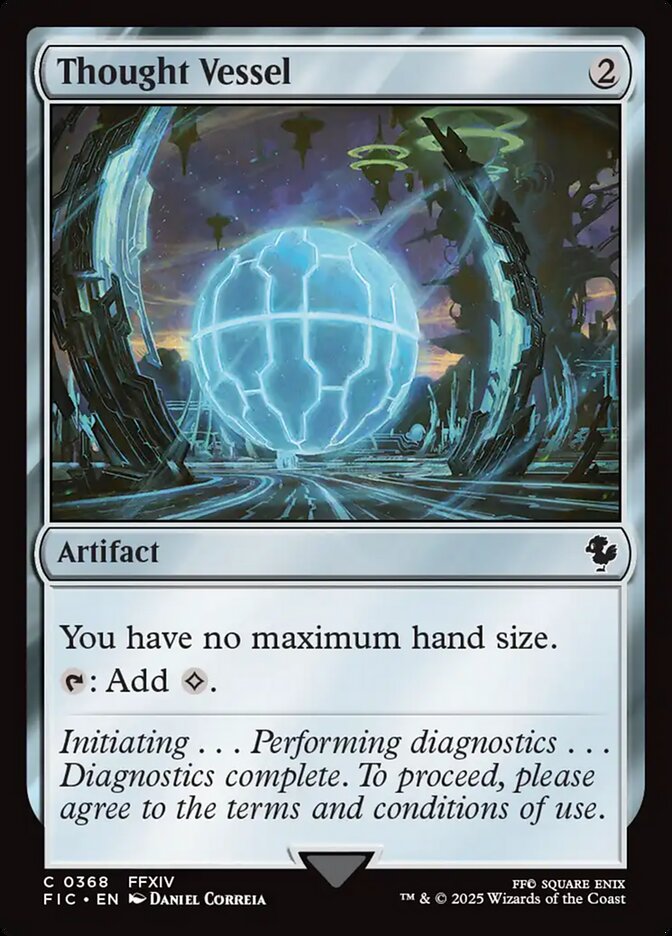 Thought Vessel 2
Artifact
You have no maximum hand size.
: Add .
Initiating . . . Performing diagnostics . . .
Diagnostics complete. To proceed, please
agree to the terms and conditions of use.
C 0368 FFXIV
FIC • EN DANIEL CORREIA
FF© SQUARE ENIX
™ & © 2025 Wizards of the Coast